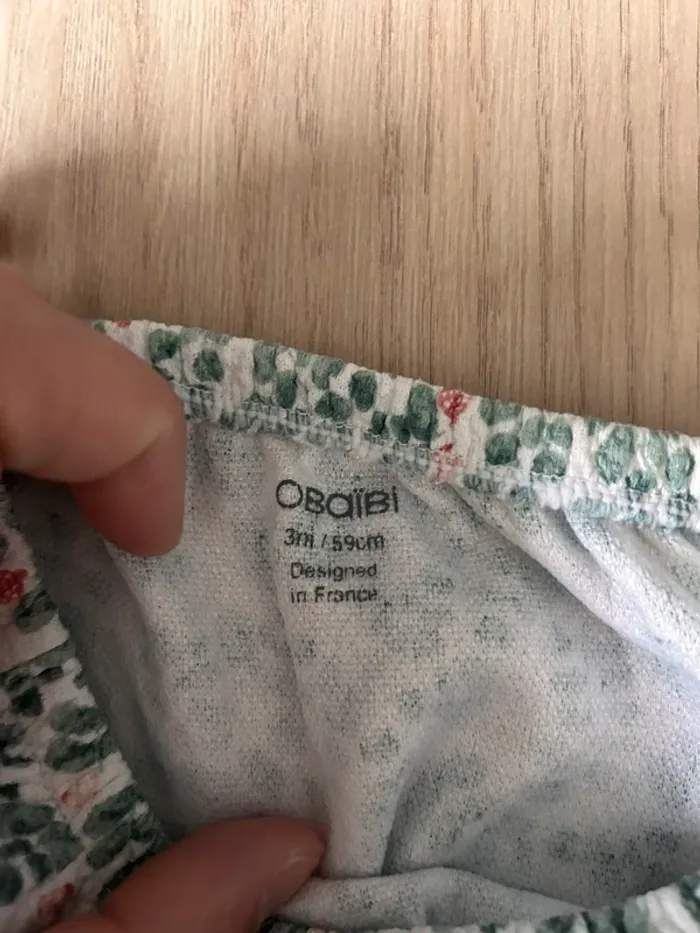 OBaïBi
3m / 59cm
Designed
in France